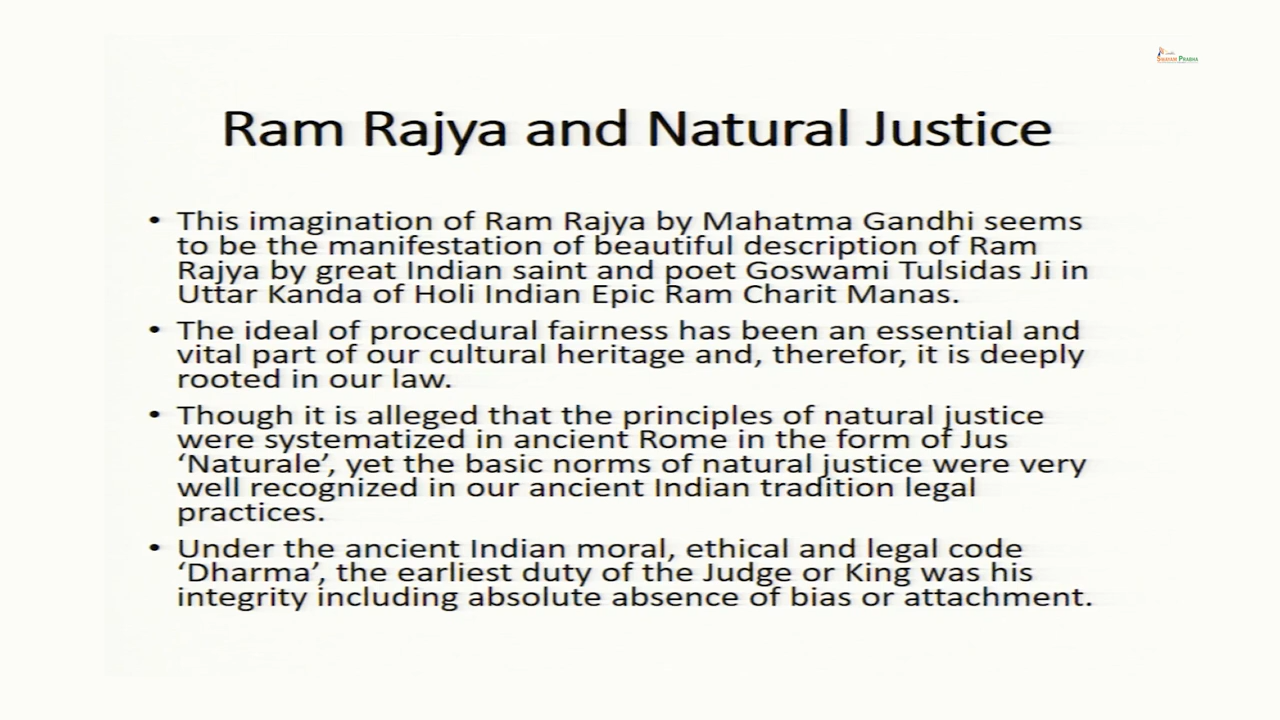 SWAYAM PRABHA
Ram Rajya and Natural Justice
• This imagination of Ram Rajya by Mahatma Gandhi seems
to be the manifestation of beautiful description of Ram
Rajya by great Indian saint and poet Goswami Tulsidas Ji in
Uttar Kanda of Holi Indian Epic Ram Charit Manas.
• The ideal of procedural fairness has been an essential and
vital part of our cultural heritage and, therefor, it is deeply
rooted in our law.
• Though it is alleged that the principles of natural justice
were systematized in ancient Rome in the form of Jus
‘Naturale’, yet the basic norms of natural justice were very
well recognized in our ancient Indian tradition legal
practices.
• Under the ancient Indian moral, ethical and legal code
‘Dharma’, the earliest duty of the Judge or King was his
integrity including absolute absence of bias or attachment.